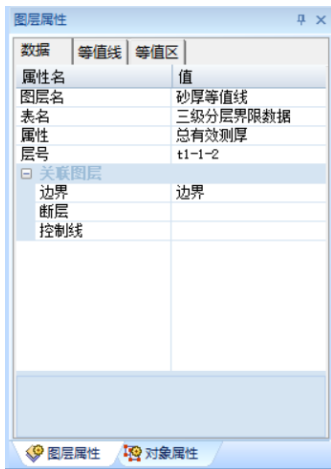 图层属性
数据 等值线 等值区
属性名 值
图层名 砂厚等值线
表名 三级分层界限数据
属性 总有效测厚
层号 t1-1-2
关联图层
边界 边界
断层
控制线
图层属性 对象属性